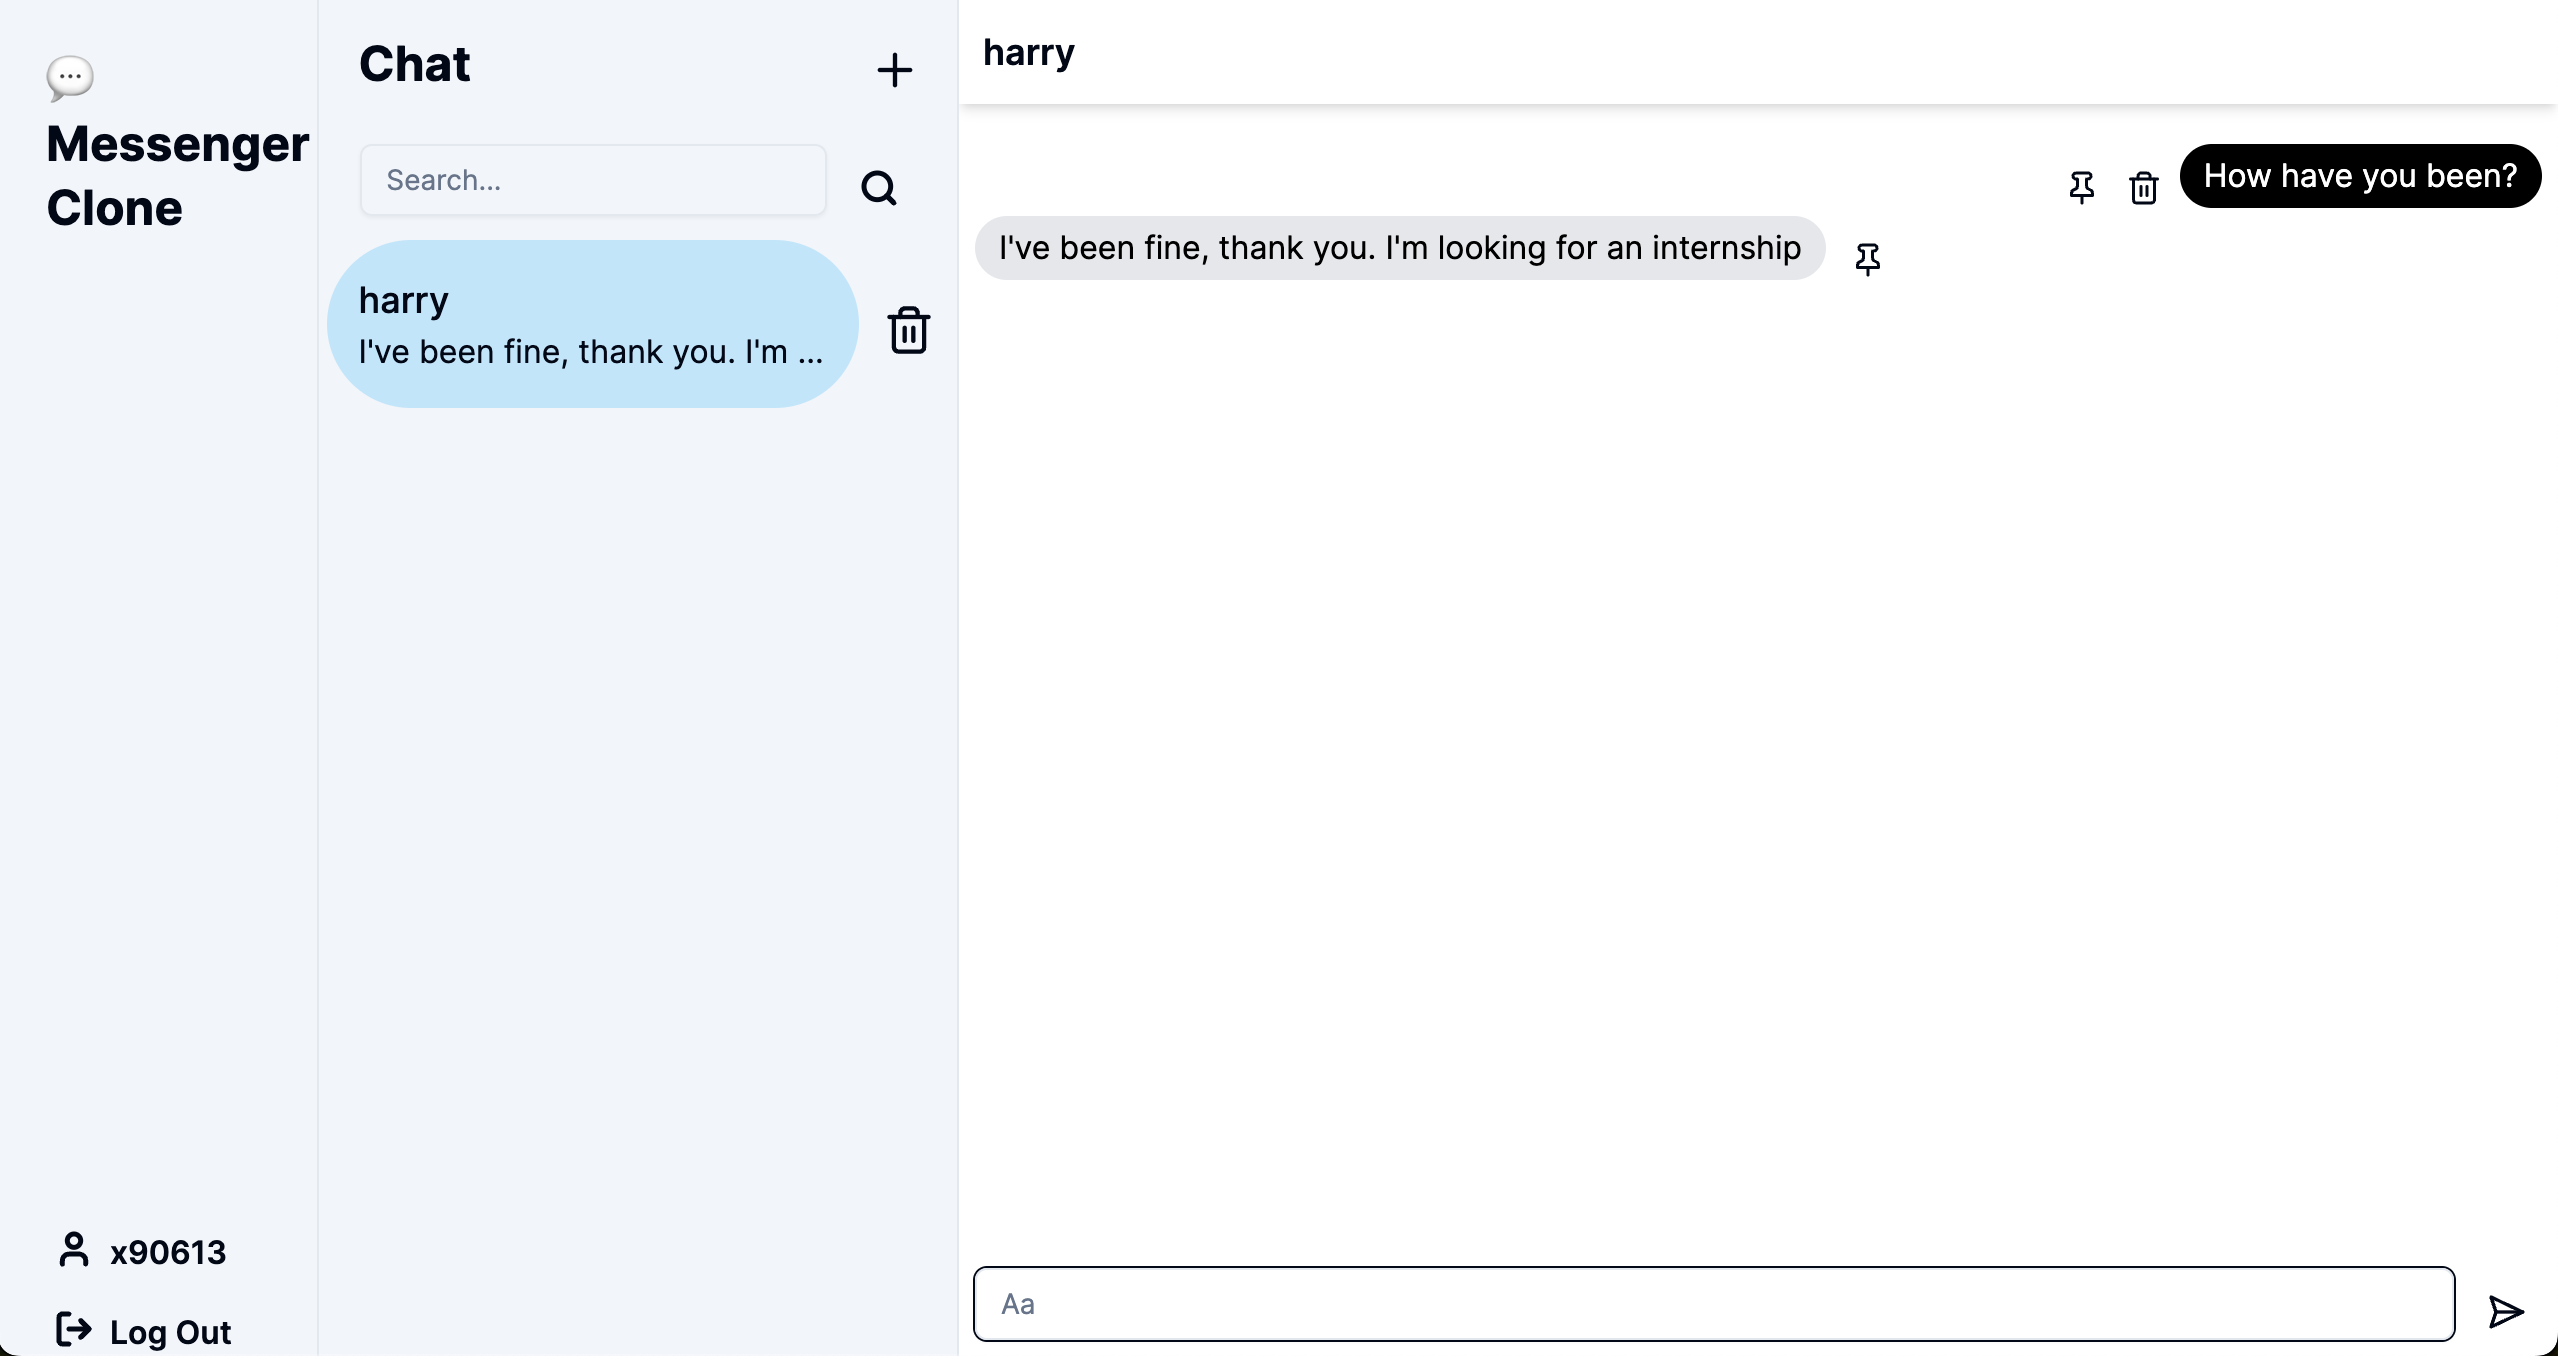 Messenger
Clone
x90613
Log Out
Chat
Search...
harry
I've been fine, thank you. I'm ...
harry
How have you been?
I've been fine, thank you. I'm looking for an internship
Aa